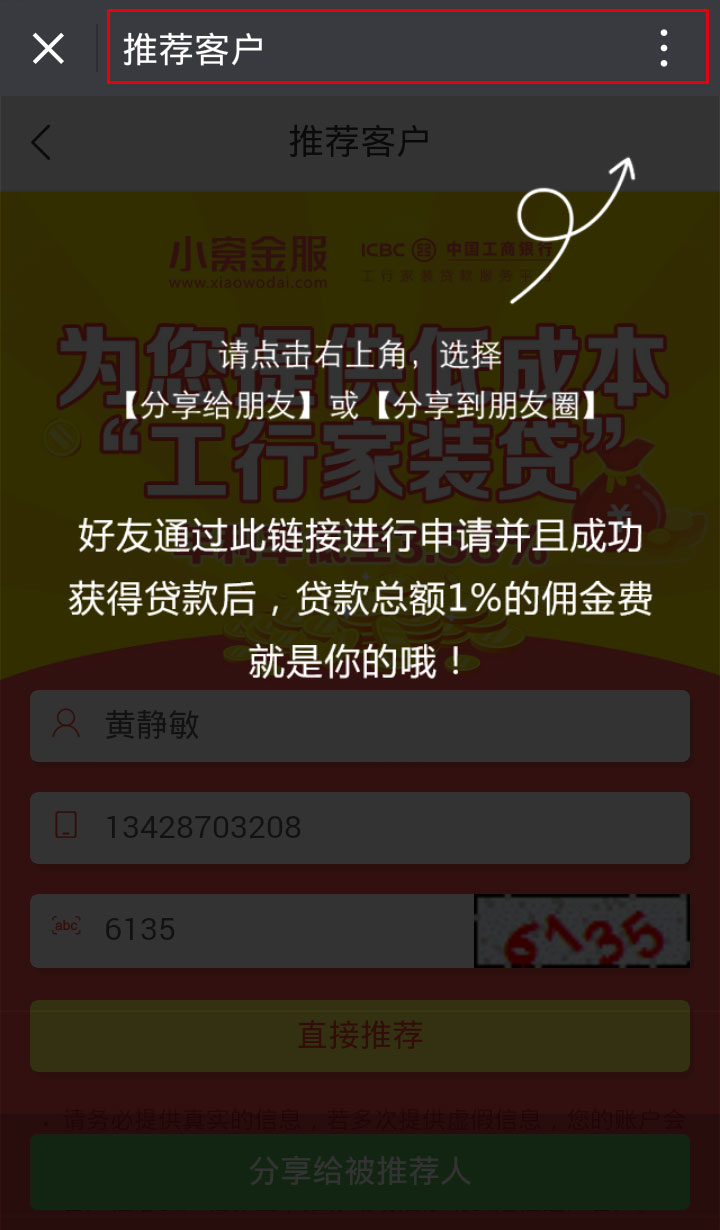 推荐客户
推荐客户
小窝金服
www.xiaowodai.com
ICBC 中国工商银行
工行家装贷款服务平台
为您提供低成本
“工行家装贷”
请点击右上角，选择
【分享给朋友】或【分享到朋友圈】
好友通过此链接进行申请并且成功
获得贷款后，贷款总额1%的佣金费
就是你的哦！
黄静敏
13428703208
abc
6135
6135
直接推荐
请务必提供真实的信息，若多次提供虚假信息，您的账户会
分享给被推荐人